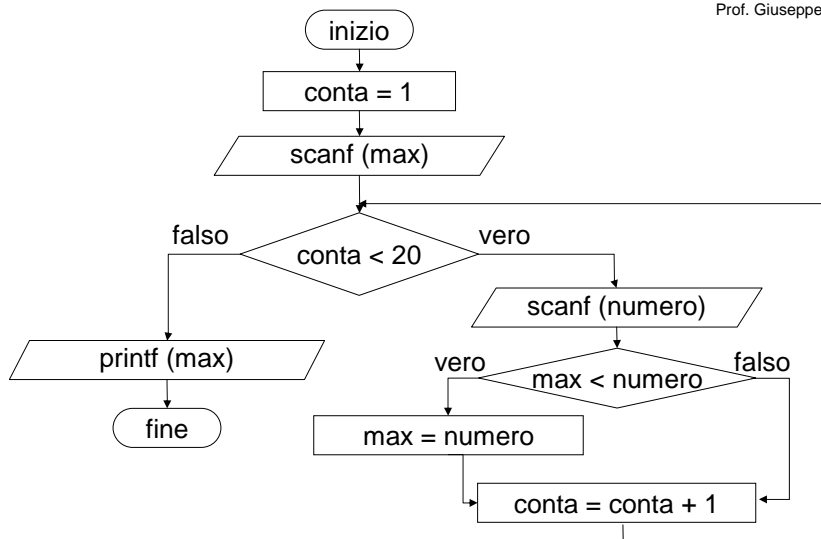 Prof. Giuseppe
inizio
conta = 1
scanf (max)
falso
vero
conta < 20
scanf (numero)
printf (max)
vero
falso
max < numero
fine
max = numero
conta = conta + 1